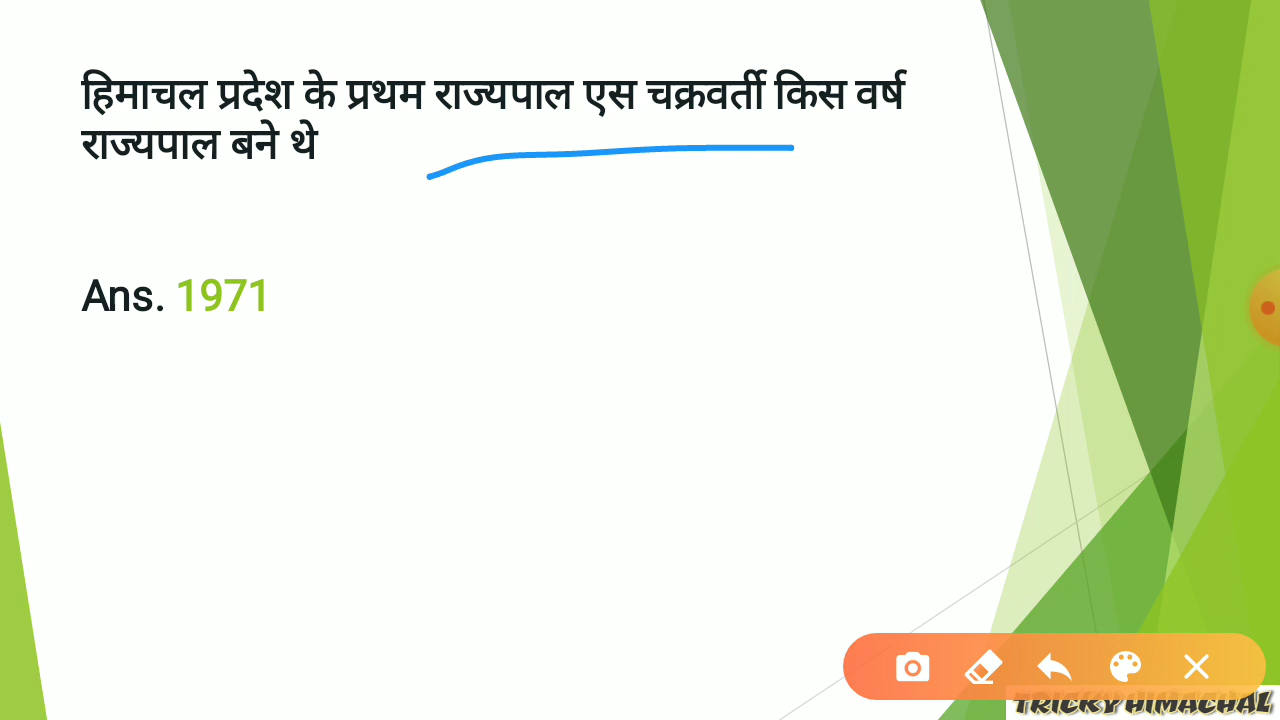 हिमाचल प्रदेश के प्रथम राज्यपाल एस चक्रवर्ती किस वर्ष
राज्यपाल बने थे
Ans. 1971
TRICKY HIMACHAL